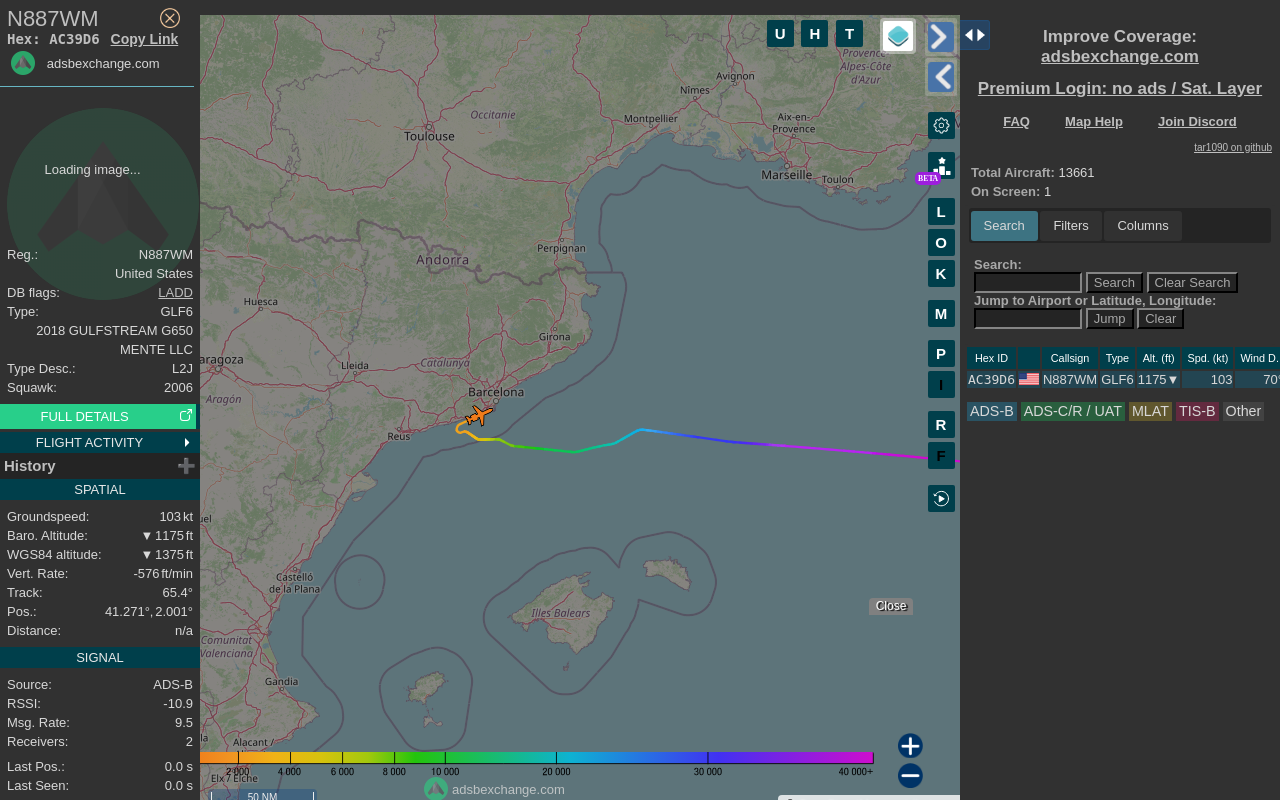 N887WM
Hex: AC39D6 Copy Link
adsbexchange.com
Loading image...
Reg.: N887WM
United States
DB flags: LADD
Type: GLF6
2018 GULFSTREAM G650
MENTE LLC
Type Desc.: L2J
Squawk: 2006
FULL DETAILS
FLIGHT ACTIVITY
History
SPATIAL
Groundspeed: 103 kt
Baro. Altitude: ▼ 1175 ft
WGS84 altitude: ▼ 1375 ft
Vert. Rate: -576 ft/min
Track: 65.4°
Pos.: 41.271°, 2.001°
Distance: n/a
SIGNAL
Source: ADS-B
RSSI: -10.9
Msg. Rate: 9.5
Receivers: 2
Last Pos.: 0.0 s
Last Seen: 0.0 s
U H T
Provence-
Alpes-Côte
d'Azur
Avignon
Nîmes
Occitanie
Montpellier
Aix-en-
Provence
Toulouse
Marseille
Toulon
BETA
L
O
K
M
P
I
R
F
Perpignan
Andorra
Huesca
Girona
aragoza
Lleida
Catalunya
Aragón
Barcelona
Reus
uel
Castelló
de la Plana
Illes Balears
Comunitat
Valenciana
Gandia
la
Alacant /
Elx / Elche
Close
2 000 4 000 6 000 8 000 10 000 20 000 30 000 40 000+
adsbexchange.com
50 NM
Improve Coverage:
adsbexchange.com
Premium Login: no ads / Sat. Layer
FAQ Map Help Join Discord
tar1090 on github
Total Aircraft: 13661
On Screen: 1
Search Filters Columns
Search:
Search Clear Search
Jump to Airport or Latitude, Longitude:
Jump Clear
Hex ID Callsign Type Alt. (ft) Spd. (kt) Wind D.
AC39D6 N887WM GLF6 1175▼ 103 70°
ADS-B ADS-C/R / UAT MLAT TIS-B Other